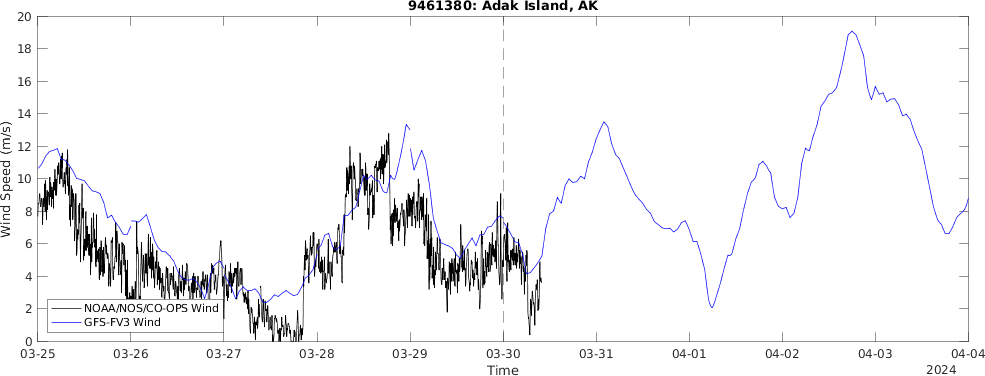 9461380: Adak Island, AK
20
18
16
14
12
10
8
6
4
2
0
Wind Speed (m/s)
NOAA/NOS/CO-OPS Wind
GFS-FV3 Wind
03-25 03-26 03-27 03-28 03-29 03-30 03-31 04-01 04-02 04-03 04-04
Time
2024